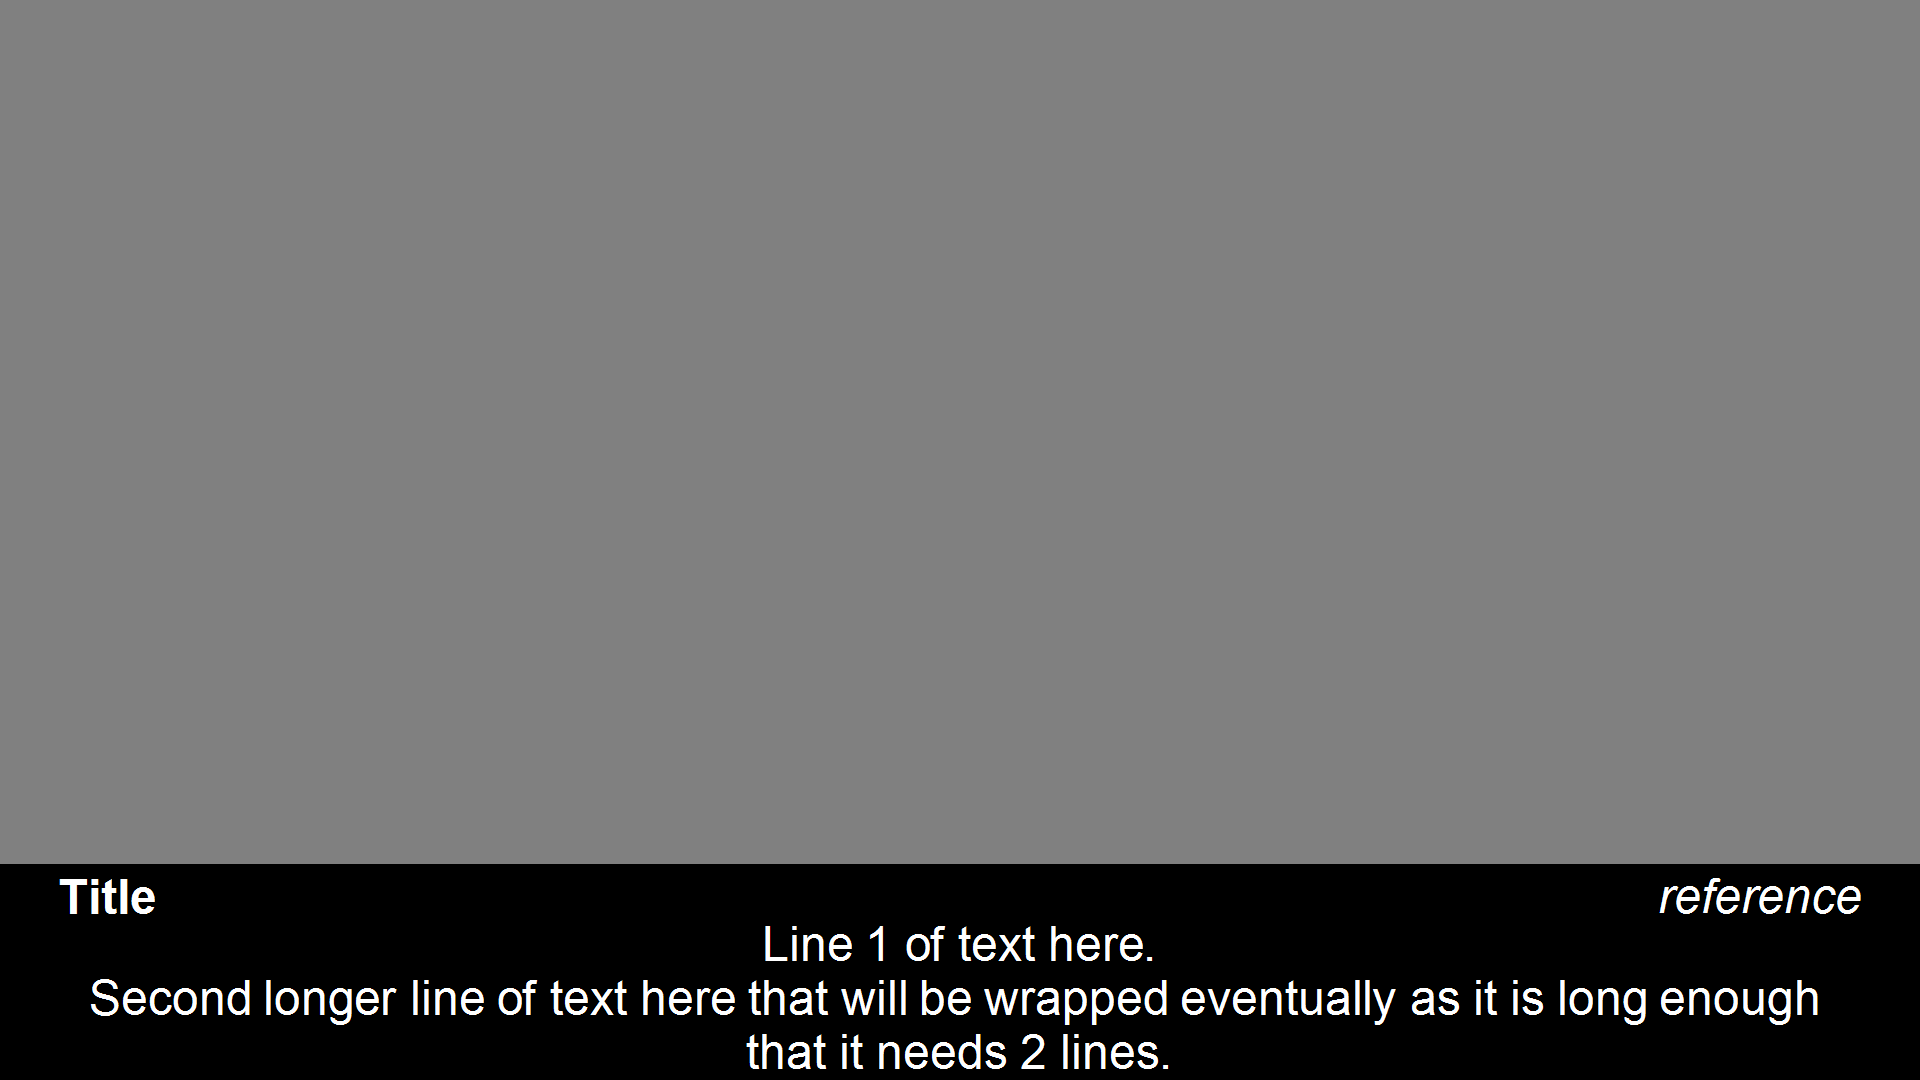 Title reference
Line 1 of text here.
Second longer line of text here that will be wrapped eventually as it is long enough
that it needs 2 lines.